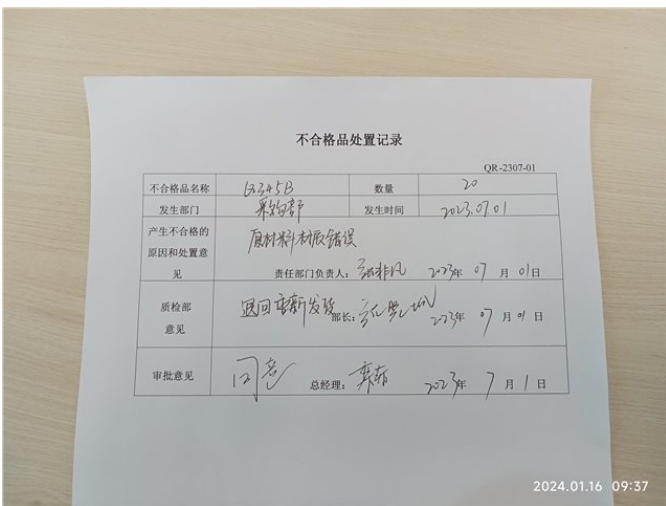 不合格品处置记录
QR-2307-01
不合格品名称 Q345B 数量 20
发生部门 采购部 发生时间 2023.07.01
产生不合格的
原因和处置意
见
原材料材质错误
责任部门负责人： 非凡 2023年 07 月 01日
质检部
意见
退回重新发货
部长： 2023年 07 月 01 日
审批意见 同意 总经理： 2023年 7 月 1 日
2024.01.16 09:37